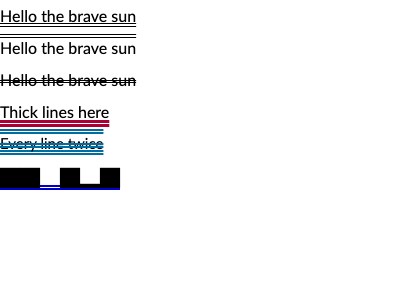 Hello the brave sun
Hello the brave sun
Hello the brave sun
Thick lines here
Every line twice